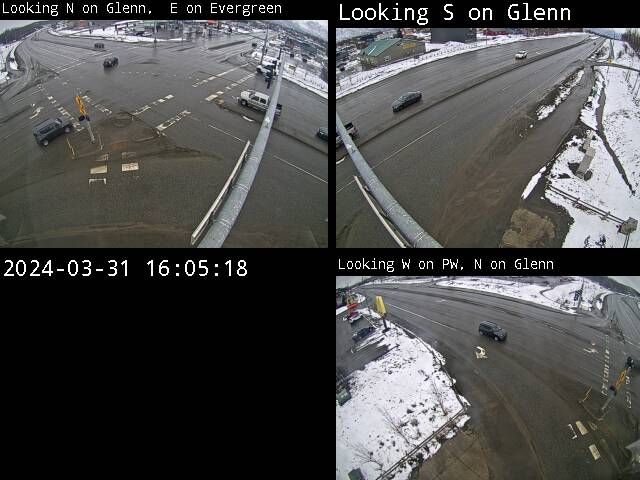 Looking N on Glenn,  E on Evergreen
Looking S on Glenn
2024-03-31 16:05:18
Looking W on PW, N on Glenn